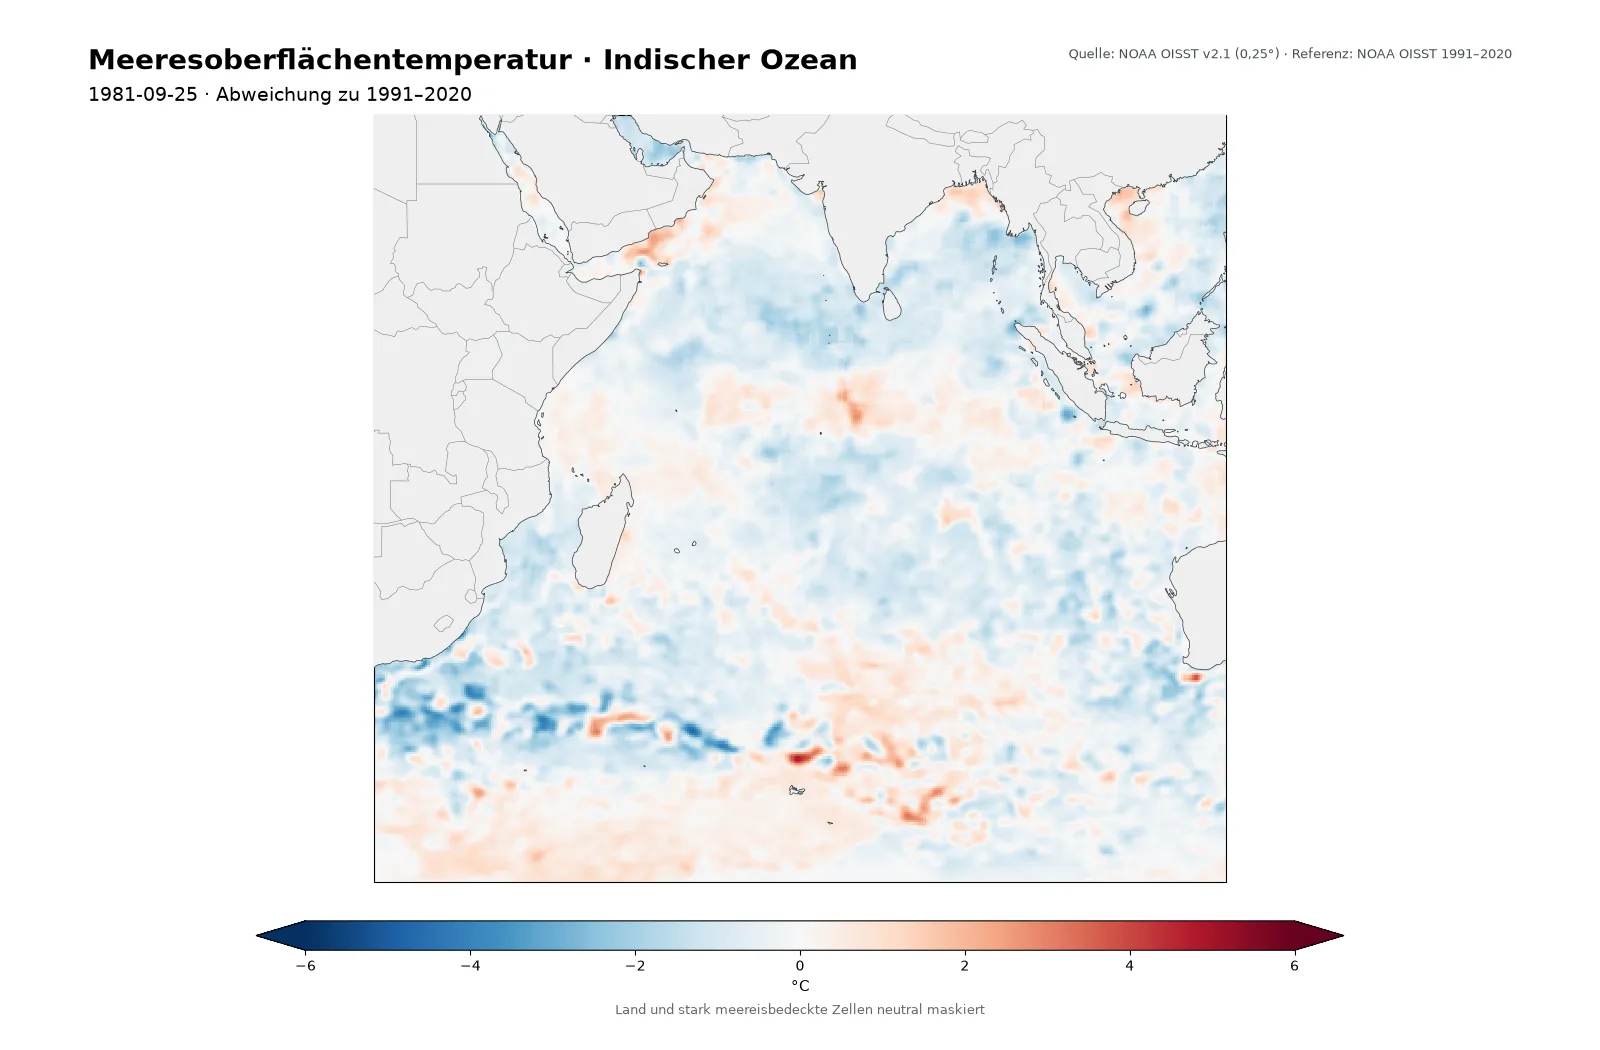 Meeresoberflächentemperatur · Indischer Ozean
Quelle: NOAA OISST v2.1 (0,25°) · Referenz: NOAA OISST 1991–2020
1981-09-25 · Abweichung zu 1991–2020
−6 −4 −2 0 2 4 6
°C
Land und stark meereisbedeckte Zellen neutral maskiert